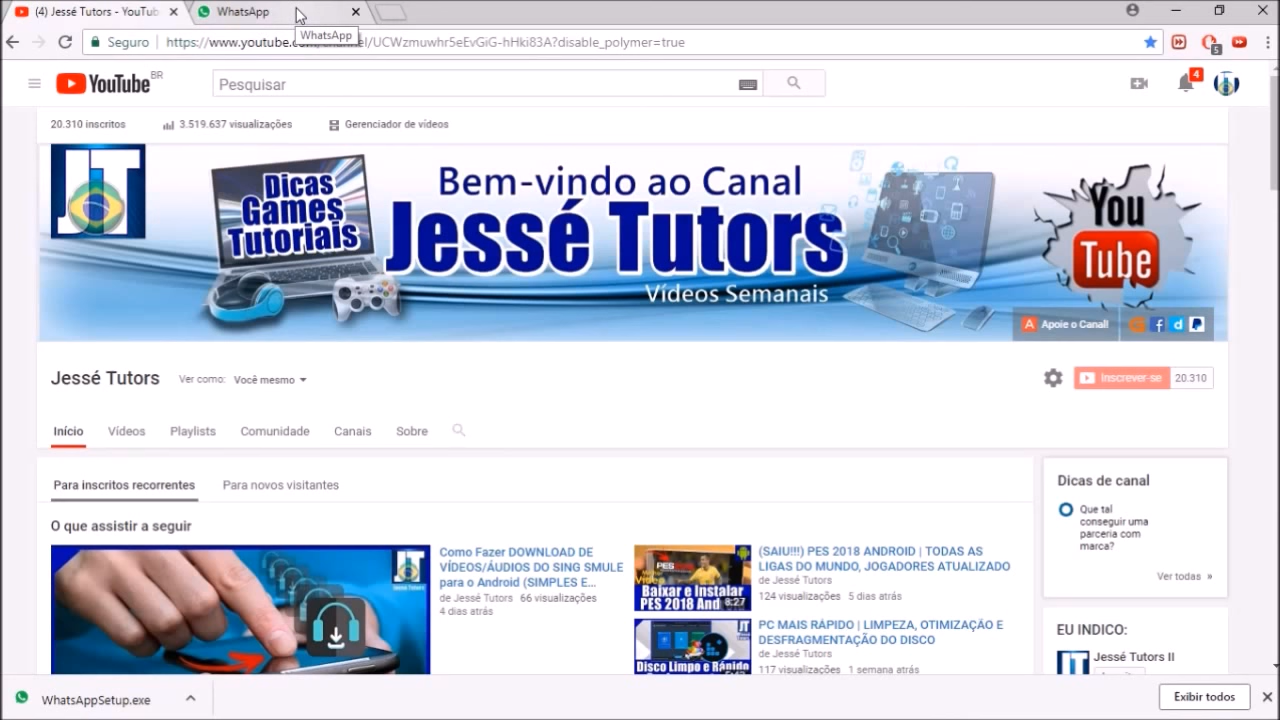 (4) Jessé Tutors - YouTub
WhatsApp
WhatsApp
Seguro
https://www.youtube.com/channel/UCWzmuwhr5eEvGiG-hHki83A?disable_polymer=true
5
YouTube BR
Pesquisar
4
20.310 inscritos
3.519.637 visualizações
Gerenciador de vídeos
JT
Dicas
Games
Tutoriais
Bem-vindo ao Canal
Jessé Tutors
Vídeos Semanais
You
Tube
Apoie o Canal!
Jessé Tutors
Ver como: Você mesmo
Inscrever-se 20.310
Início Vídeos Playlists Comunidade Canais Sobre
Para inscritos recorrentes Para novos visitantes
O que assistir a seguir
Como Fazer DOWNLOAD DE
VÍDEOS/ÁUDIOS DO SING SMULE
para o Android (SIMPLES E...
de Jessé Tutors 66 visualizações
4 dias atrás
PES
Baixar e Instalar
PES 2018 And
6:27
(SAIU!!!) PES 2018 ANDROID | TODAS AS
LIGAS DO MUNDO, JOGADORES ATUALIZADO
de Jessé Tutors
124 visualizações 5 dias atrás
Disco Limpo e Rápido
PC MAIS RÁPIDO | LIMPEZA, OTIMIZAÇÃO E
DESFRAGMENTAÇÃO DO DISCO
de Jessé Tutors
117 visualizações 1 semana atrás
Dicas de canal
Que tal
conseguir uma
parceria com
marca?
Ver todas »
EU INDICO:
Jessé Tutors II
WhatsAppSetup.exe
Exibir todos